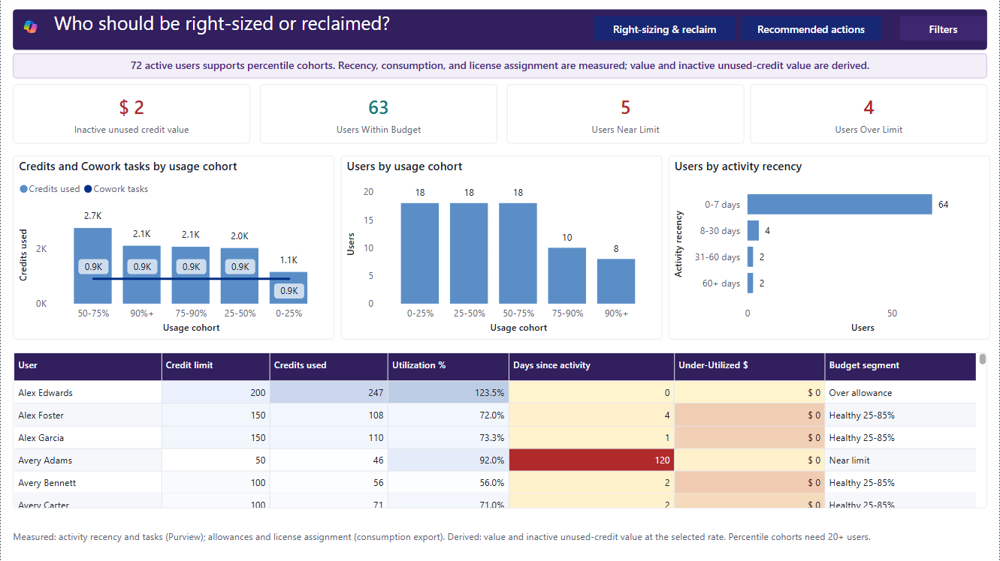 Who should be right-sized or reclaimed?
Right-sizing & reclaim
Recommended actions
Filters
72 active users supports percentile cohorts. Recency, consumption, and license assignment are measured; value and inactive unused-credit value are derived.
$ 2
Inactive unused credit value
63
Users Within Budget
5
Users Near Limit
4
Users Over Limit
Credits and Cowork tasks by usage cohort
Credits used Cowork tasks
Credits used
2K
0K
2.7K
2.1K
2.1K
2.0K
1.1K
0.9K
0.9K
0.9K
0.9K
0.9K
50-75% 90%+ 75-90% 25-50% 0-25%
Usage cohort
Users by usage cohort
Users
20
15
10
5
0
18
18
18
10
8
0-25% 25-50% 50-75% 75-90% 90%+
Usage cohort
Users by activity recency
Activity recency
0-7 days 64
8-30 days 4
31-60 days 2
60+ days 2
0 50
Users
User Credit limit Credits used Utilization % Days since activity Under-Utilized $ Budget segment
Alex Edwards 200 247 123.5% 0 $ 0 Over allowance
Alex Foster 150 108 72.0% 4 $ 0 Healthy 25-85%
Alex Garcia 150 110 73.3% 1 $ 0 Healthy 25-85%
Avery Adams 50 46 92.0% 120 $ 0 Near limit
Avery Bennett 100 56 56.0% 2 $ 0 Healthy 25-85%
Avery Carter 100 71 71.0% 2 $ 0 Healthy 25-85%
Measured: activity recency and tasks (Purview); allowances and license assignment (consumption export). Derived: value and inactive unused-credit value at the selected rate. Percentile cohorts need 20+ users.